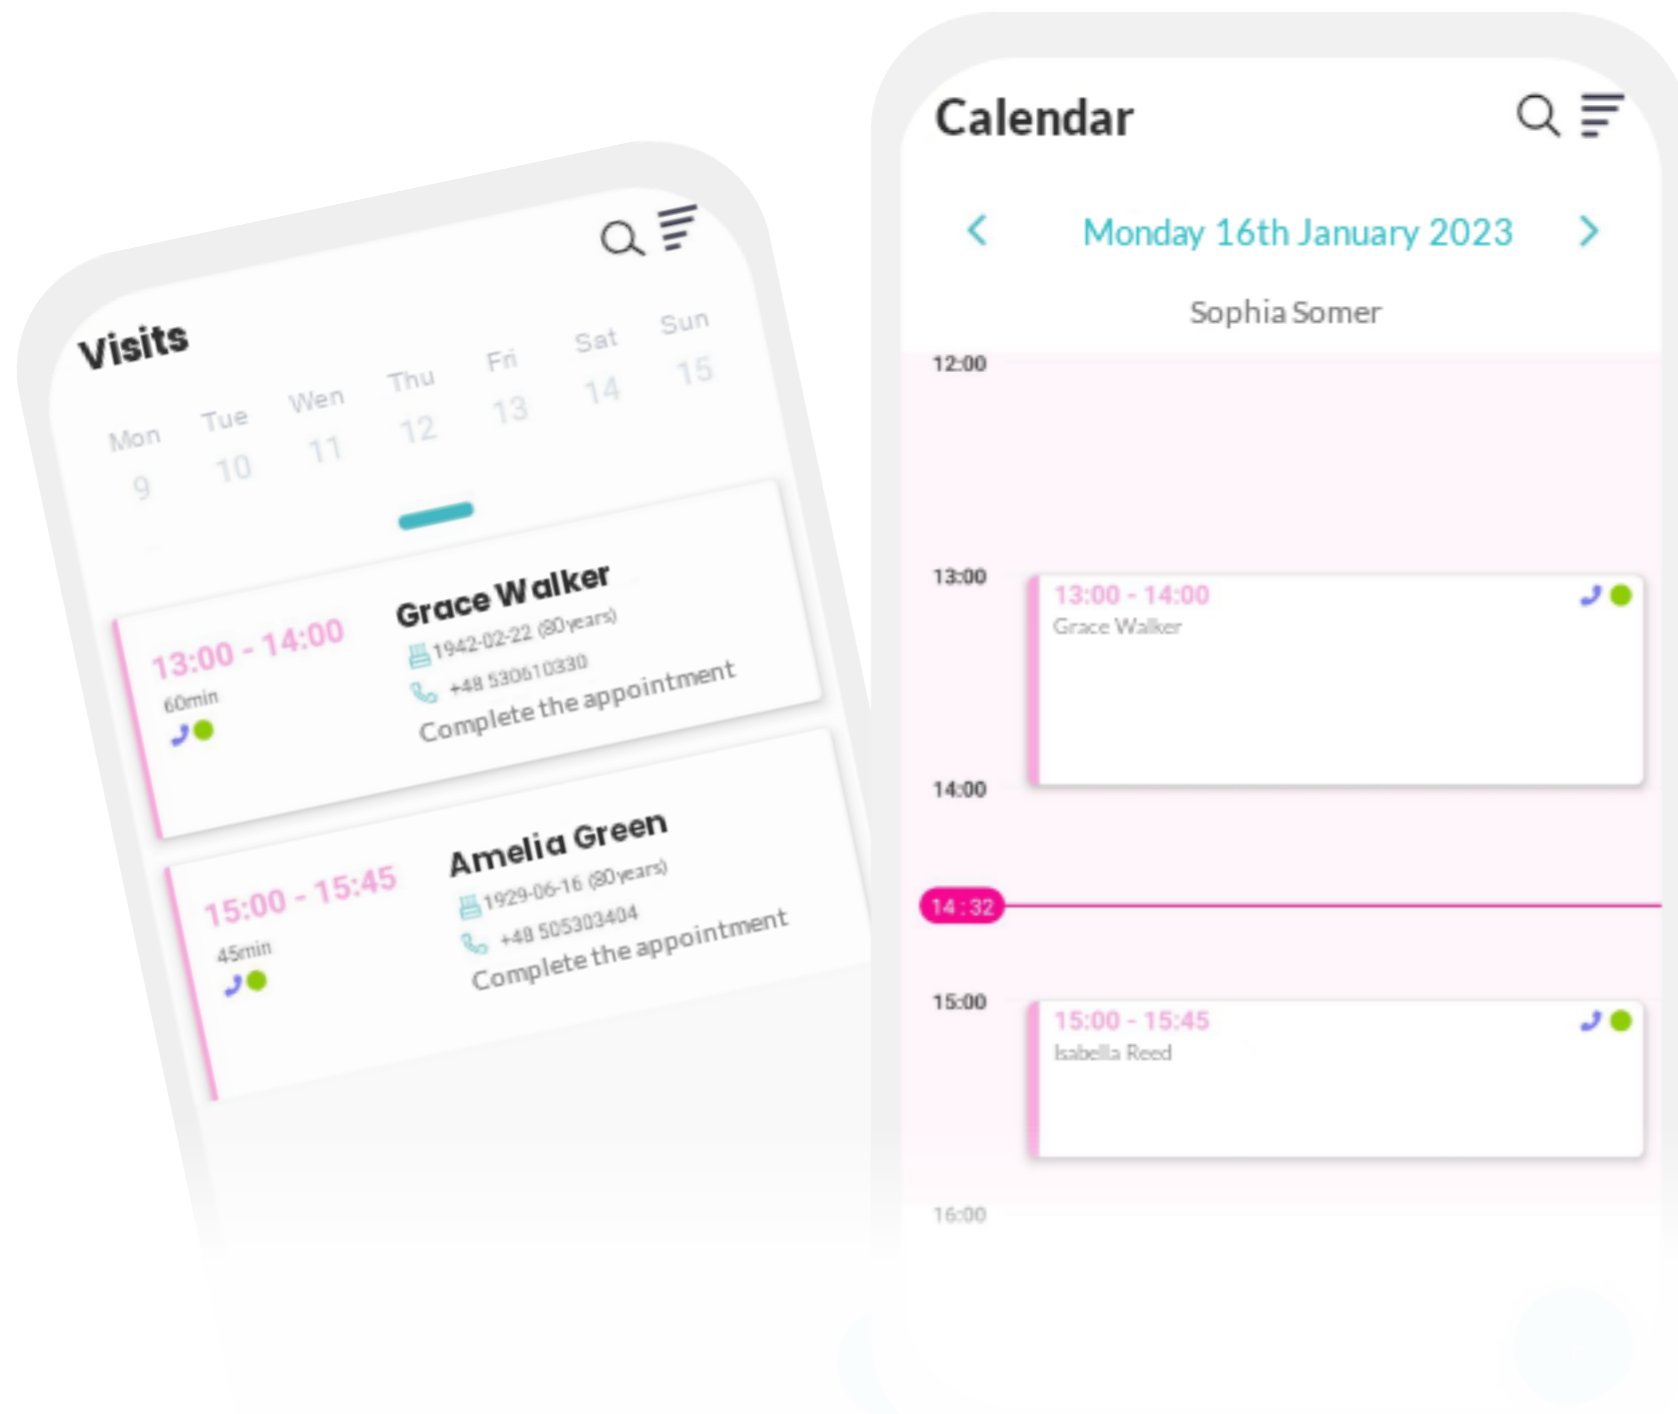 Visits
Mon Tue Wen Thu Fri Sat Sun
9 10 11 12 13 14 15
13:00 - 14:00
60min
Grace Walker
1942-02-22 (80years)
+48 530610330
Complete the appointment
15:00 - 15:45
45min
Amelia Green
1929-06-16 (80years)
+48 505303404
Complete the appointment
Calendar
Monday 16th January 2023
Sophia Somer
12:00
13:00
13:00 - 14:00
Grace Walker
14:00
14:32
15:00
15:00 - 15:45
Isabella Reed
16:00